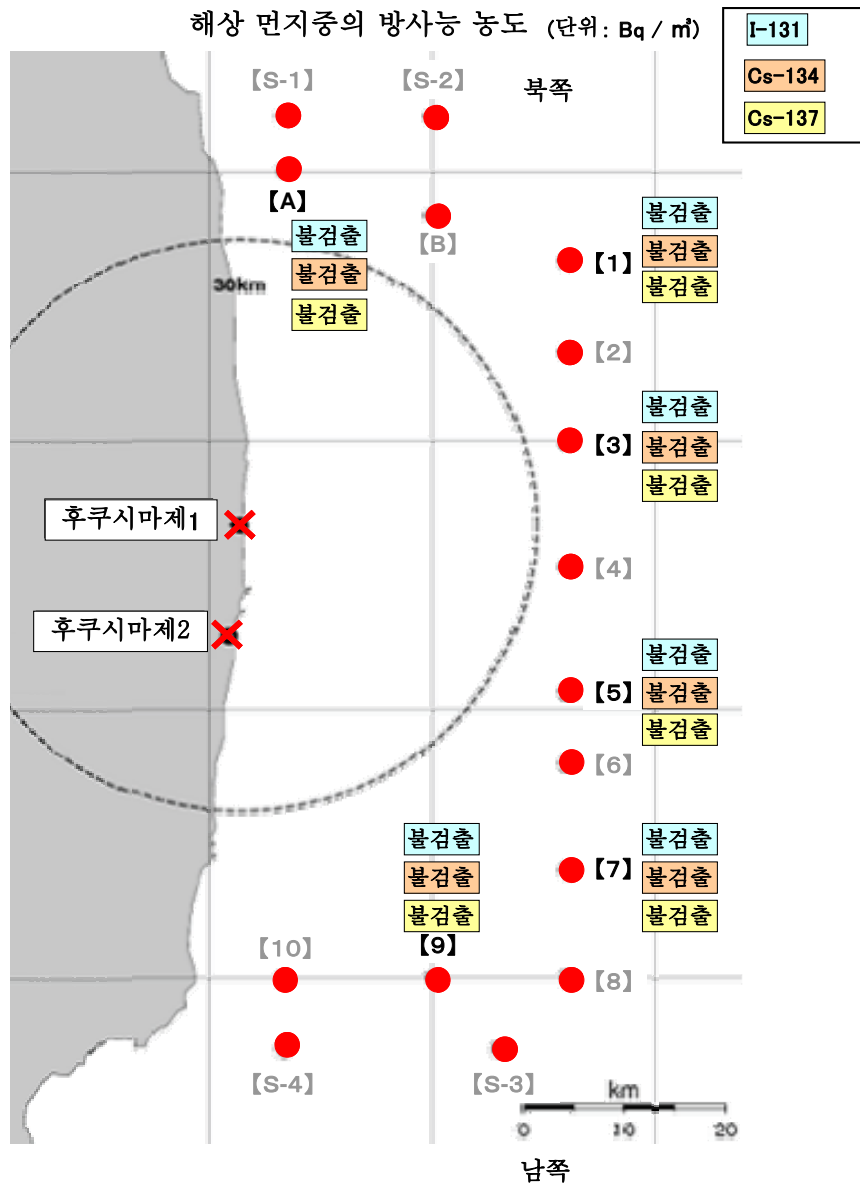 해상 먼지중의 방사능 농도 (단위: Bq / ㎥)
I-131
Cs-134
Cs-137
【S-1】
【S-2】
북쪽
【A】
【B】
불검출
불검출
불검출
30km
【1】
불검출
불검출
불검출
【2】
【3】
불검출
불검출
불검출
후쿠시마제1
【4】
후쿠시마제2
【5】
불검출
불검출
불검출
【6】
【7】
불검출
불검출
불검출
불검출
불검출
불검출
【10】
【9】
【8】
【S-4】
【S-3】
km
0 10 20
남쪽